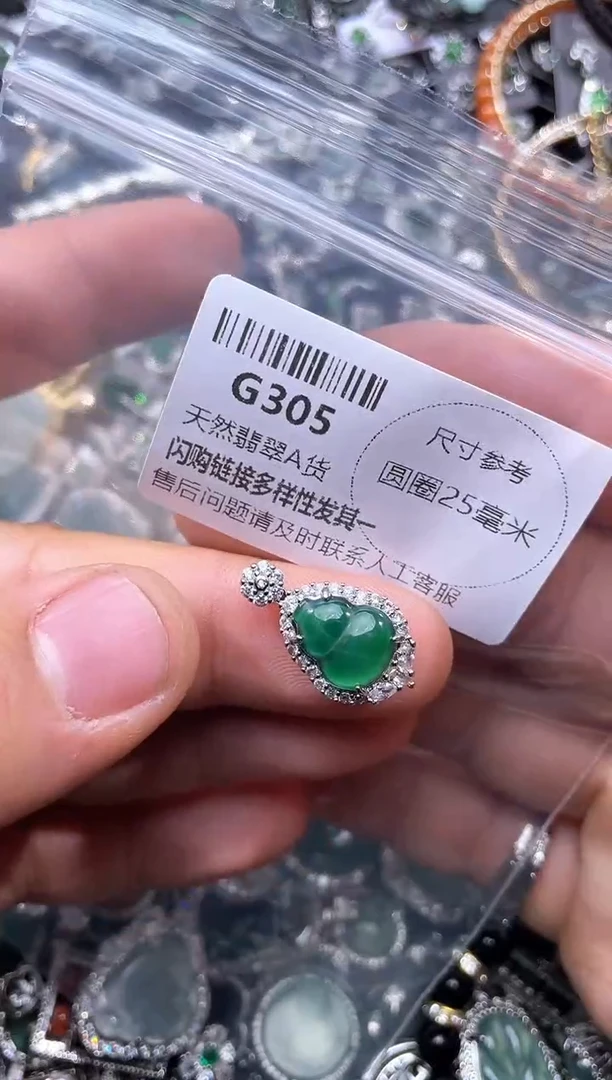 G305
天然翡翠A货
闪购链接多样性发其一
售后问题请及时联系人工客服
尺寸参考
圆圈25毫米